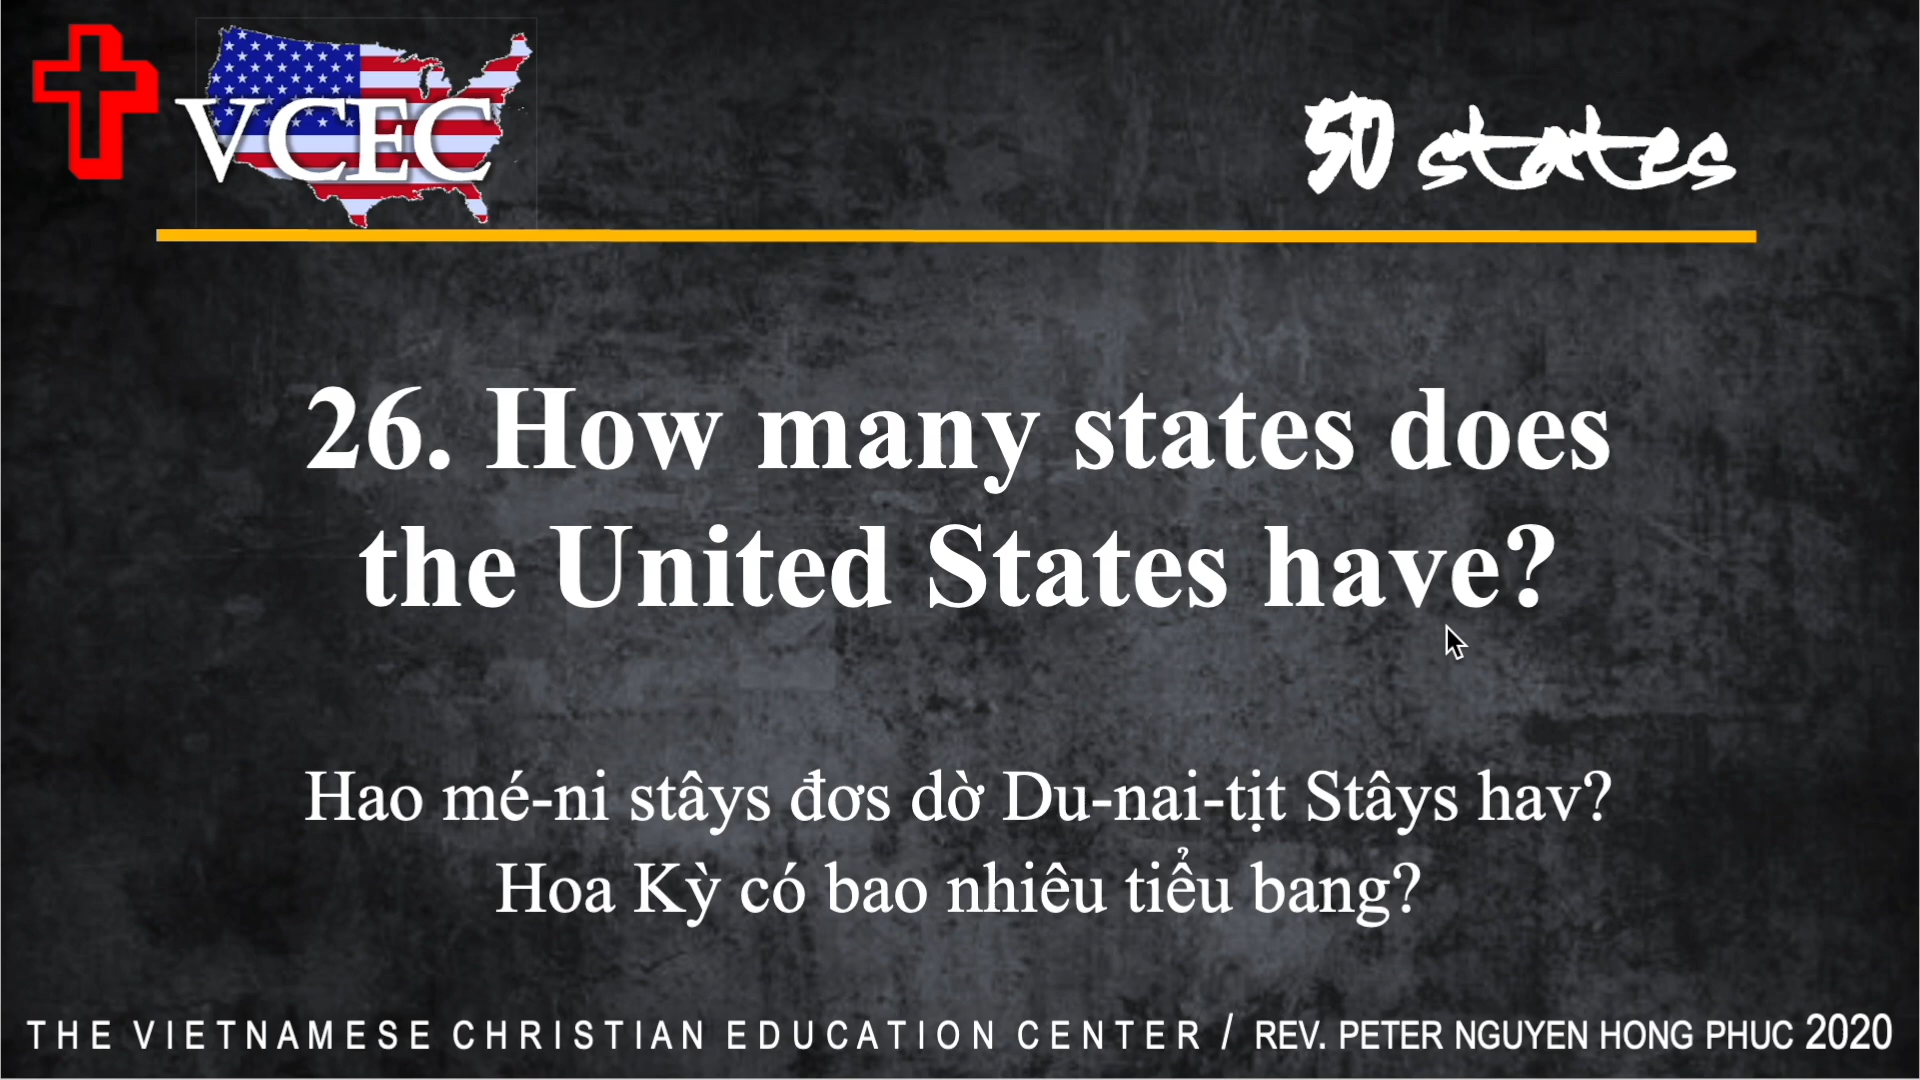 VCEC
50 states
26. How many states does
the United States have?
Hao mé-ni stâys đơs dờ Du-nai-tịt Stâys hav?
Hoa Kỳ có bao nhiêu tiểu bang?
THE VIETNAMESE CHRISTIAN EDUCATION CENTER / REV. PETER NGUYEN HONG PHUC 2020